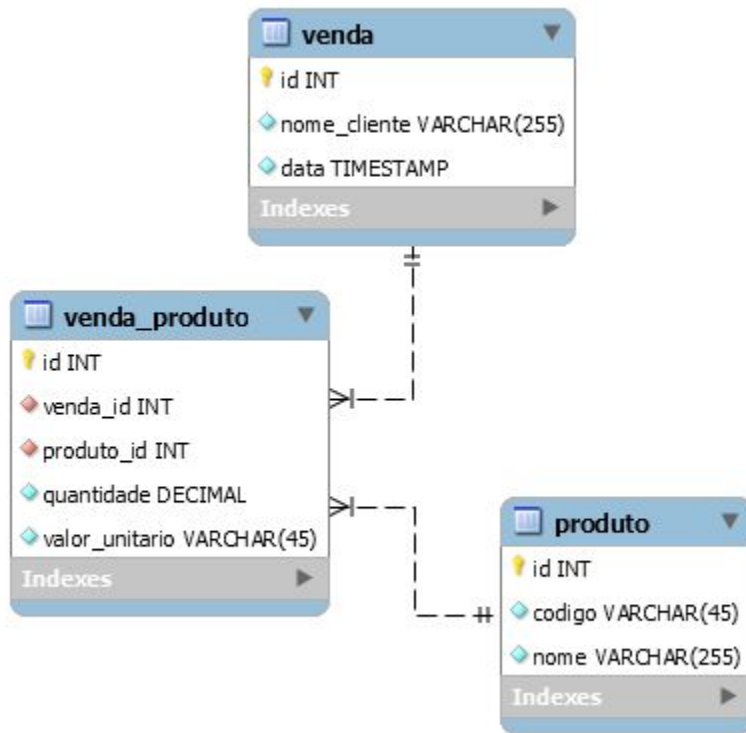 venda
id INT
nome_cliente VARCHAR(255)
data TIMESTAMP
Indexes
venda_produto
id INT
venda_id INT
produto_id INT
quantidade DECIMAL
valor_unitario VARCHAR(45)
Indexes
produto
id INT
codigo VARCHAR(45)
nome VARCHAR(255)
Indexes